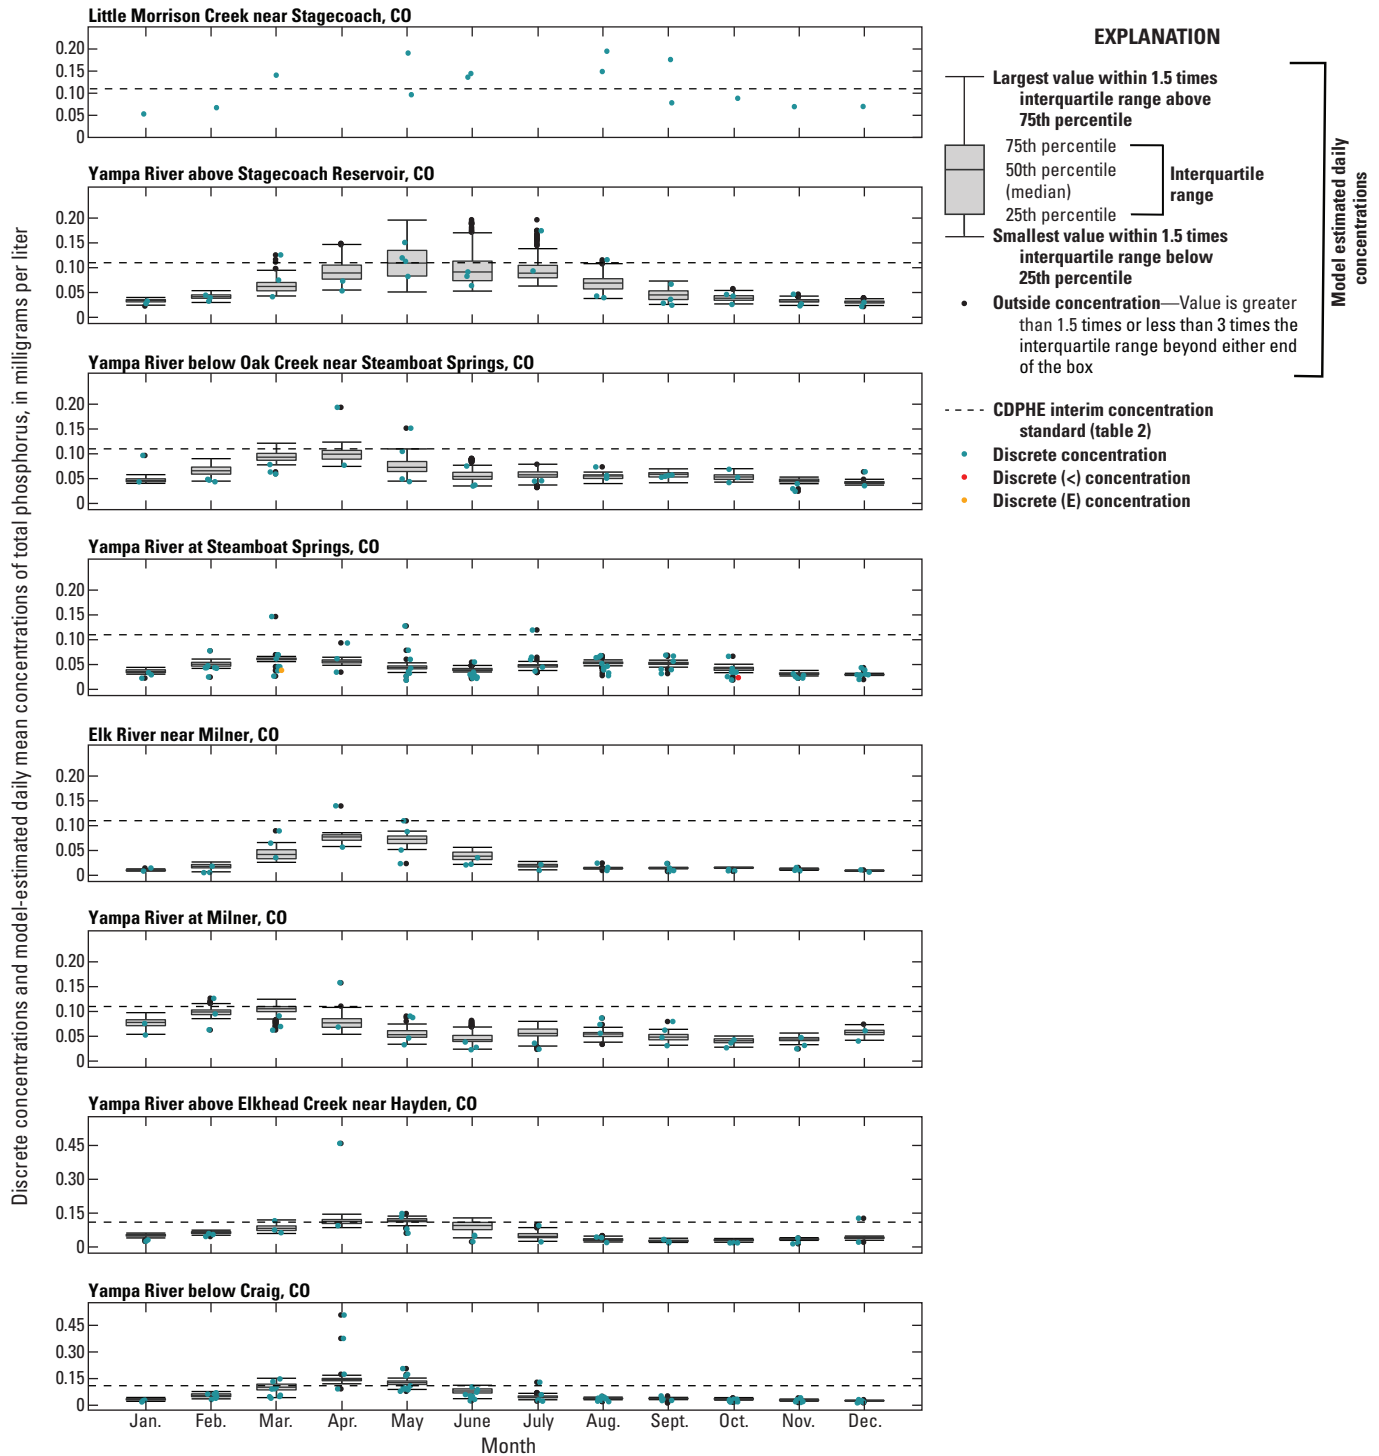 Discrete concentrations and model-estimated daily mean concentrations of total phosphorus, in milligrams per liter
Little Morrison Creek near Stagecoach, CO
0.20
0.15
0.10
0.05
0
Yampa River above Stagecoach Reservoir, CO
0.20
0.15
0.10
0.05
0
Yampa River below Oak Creek near Steamboat Springs, CO
0.20
0.15
0.10
0.05
0
Yampa River at Steamboat Springs, CO
0.20
0.15
0.10
0.05
0
Elk River near Milner, CO
0.20
0.15
0.10
0.05
0
Yampa River at Milner, CO
0.20
0.15
0.10
0.05
0
Yampa River above Elkhead Creek near Hayden, CO
0.45
0.30
0.15
0
Yampa River below Craig, CO
0.45
0.30
0.15
0
Jan. Feb. Mar. Apr. May June July Aug. Sept. Oct. Nov. Dec.
Month
EXPLANATION
Largest value within 1.5 times
interquartile range above
75th percentile
75th percentile
50th percentile
(median)
25th percentile
Interquartile
range
Smallest value within 1.5 times
interquartile range below
25th percentile
Outside concentration—Value is greater
than 1.5 times or less than 3 times the
interquartile range beyond either end
of the box
Model estimated daily
concentrations
CDPHE interim concentration
standard (table 2)
Discrete concentration
Discrete (<) concentration
Discrete (E) concentration